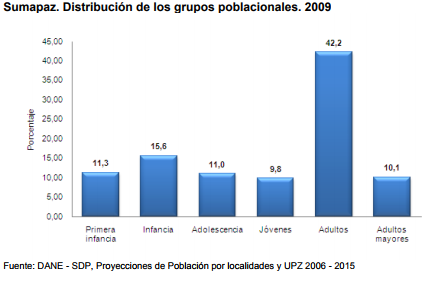 Sumapaz. Distribución de los grupos poblacionales. 2009
Porcentaje
45,00
40,00
35,00
30,00
25,00
20,00
15,00
10,00
5,00
0,00
11,3
15,6
11,0
9,8
42,2
10,1
Primera
infancia
Infancia
Adolescencia
Jóvenes
Adultos
Adultos
mayores
Fuente: DANE - SDP, Proyecciones de Población por localidades y UPZ 2006 - 2015